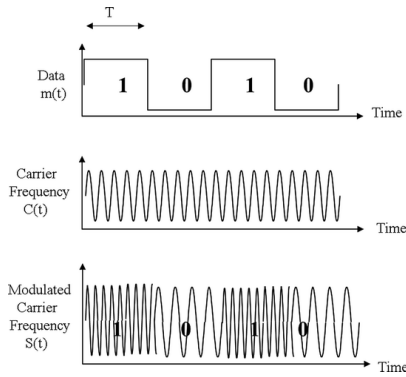 T
Data
m(t)
1 0 1 0
Time
Carrier
Frequency
C(t)
Time
Modulated
Carrier
Frequency
S(t)
1 0 1 0
Time